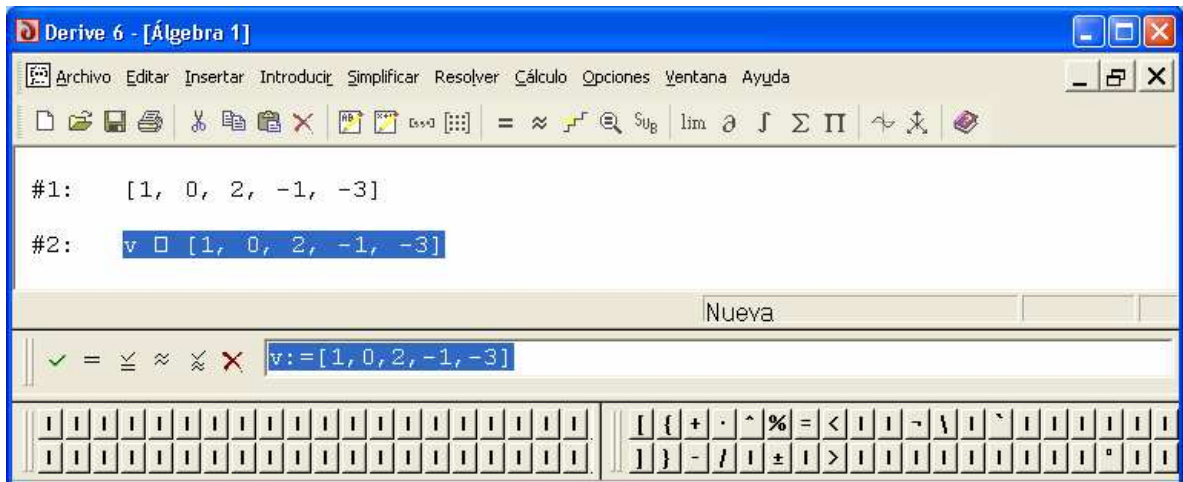 Derive 6 - [Álgebra 1]
Archivo Editar Insertar Introducir Simplificar Resolver Cálculo Opciones Ventana Ayuda
= ≈ Sub lim ∂ ∫ Σ Π
#1: [1, 0, 2, -1, -3]
#2: v □ [1, 0, 2, -1, -3]
Nueva
= ≈ v:=[1,0,2,-1,-3]
[ { + · ^ % = < ¬ \ `
] } - / ± > °